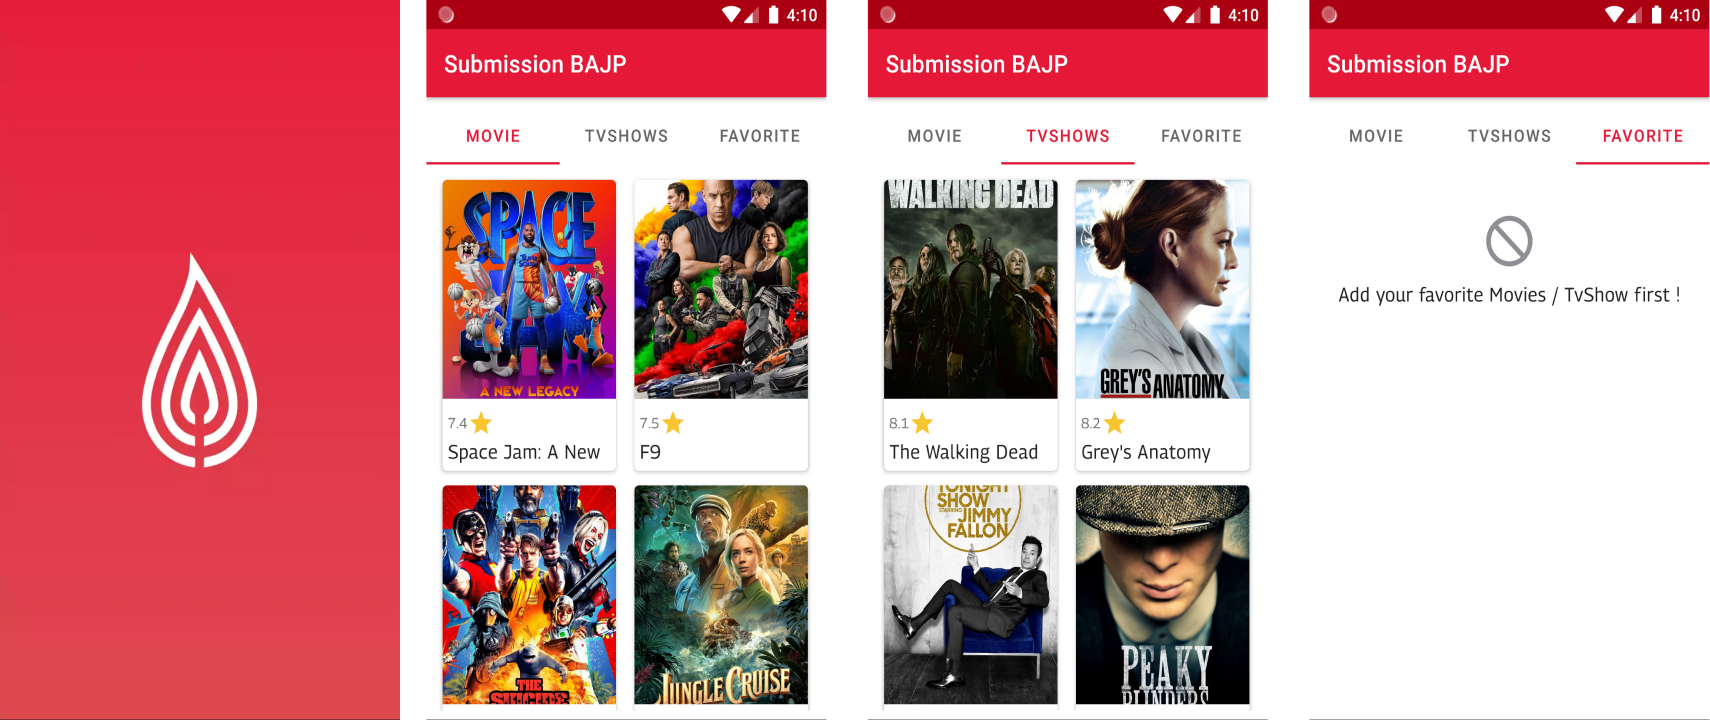 4:10
Submission BAJP
MOVIE TVSHOWS FAVORITE
SPACE
JAM
TUNE SQUAD
A NEW LEGACY
7.4
Space Jam: A New
7.5
F9
THE
SUICIDE
JUNGLE CRUISE
4:10
Submission BAJP
MOVIE TVSHOWS FAVORITE
WALKING DEAD
GREY'S ANATOMY
8.1
The Walking Dead
8.2
Grey's Anatomy
TONIGHT
SHOW
STARRING
JIMMY
FALLON
PEAKY
BLINDERS
4:10
Submission BAJP
MOVIE TVSHOWS FAVORITE
Add your favorite Movies / TvShow first !